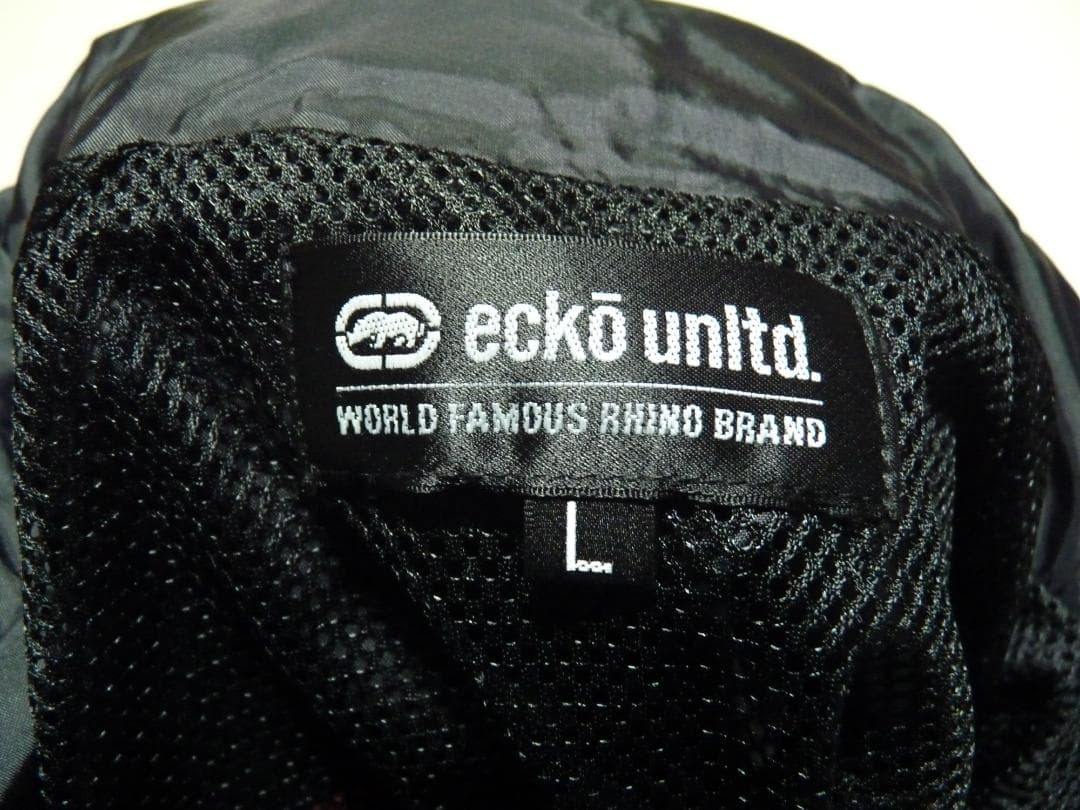 eckō unltd.
WORLD FAMOUS RHINO BRAND
L